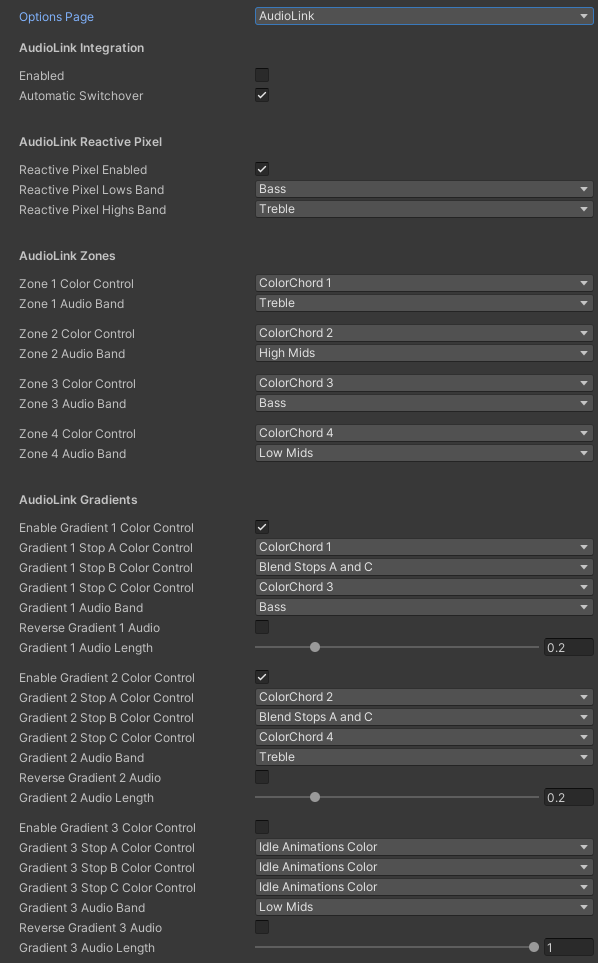 Options Page AudioLink
AudioLink Integration
Enabled
Automatic Switchover
AudioLink Reactive Pixel
Reactive Pixel Enabled
Reactive Pixel Lows Band Bass
Reactive Pixel Highs Band Treble
AudioLink Zones
Zone 1 Color Control ColorChord 1
Zone 1 Audio Band Treble
Zone 2 Color Control ColorChord 2
Zone 2 Audio Band High Mids
Zone 3 Color Control ColorChord 3
Zone 3 Audio Band Bass
Zone 4 Color Control ColorChord 4
Zone 4 Audio Band Low Mids
AudioLink Gradients
Enable Gradient 1 Color Control
Gradient 1 Stop A Color Control ColorChord 1
Gradient 1 Stop B Color Control Blend Stops A and C
Gradient 1 Stop C Color Control ColorChord 3
Gradient 1 Audio Band Bass
Reverse Gradient 1 Audio
Gradient 1 Audio Length 0.2
Enable Gradient 2 Color Control
Gradient 2 Stop A Color Control ColorChord 2
Gradient 2 Stop B Color Control Blend Stops A and C
Gradient 2 Stop C Color Control ColorChord 4
Gradient 2 Audio Band Treble
Reverse Gradient 2 Audio
Gradient 2 Audio Length 0.2
Enable Gradient 3 Color Control
Gradient 3 Stop A Color Control Idle Animations Color
Gradient 3 Stop B Color Control Idle Animations Color
Gradient 3 Stop C Color Control Idle Animations Color
Gradient 3 Audio Band Low Mids
Reverse Gradient 3 Audio
Gradient 3 Audio Length 1